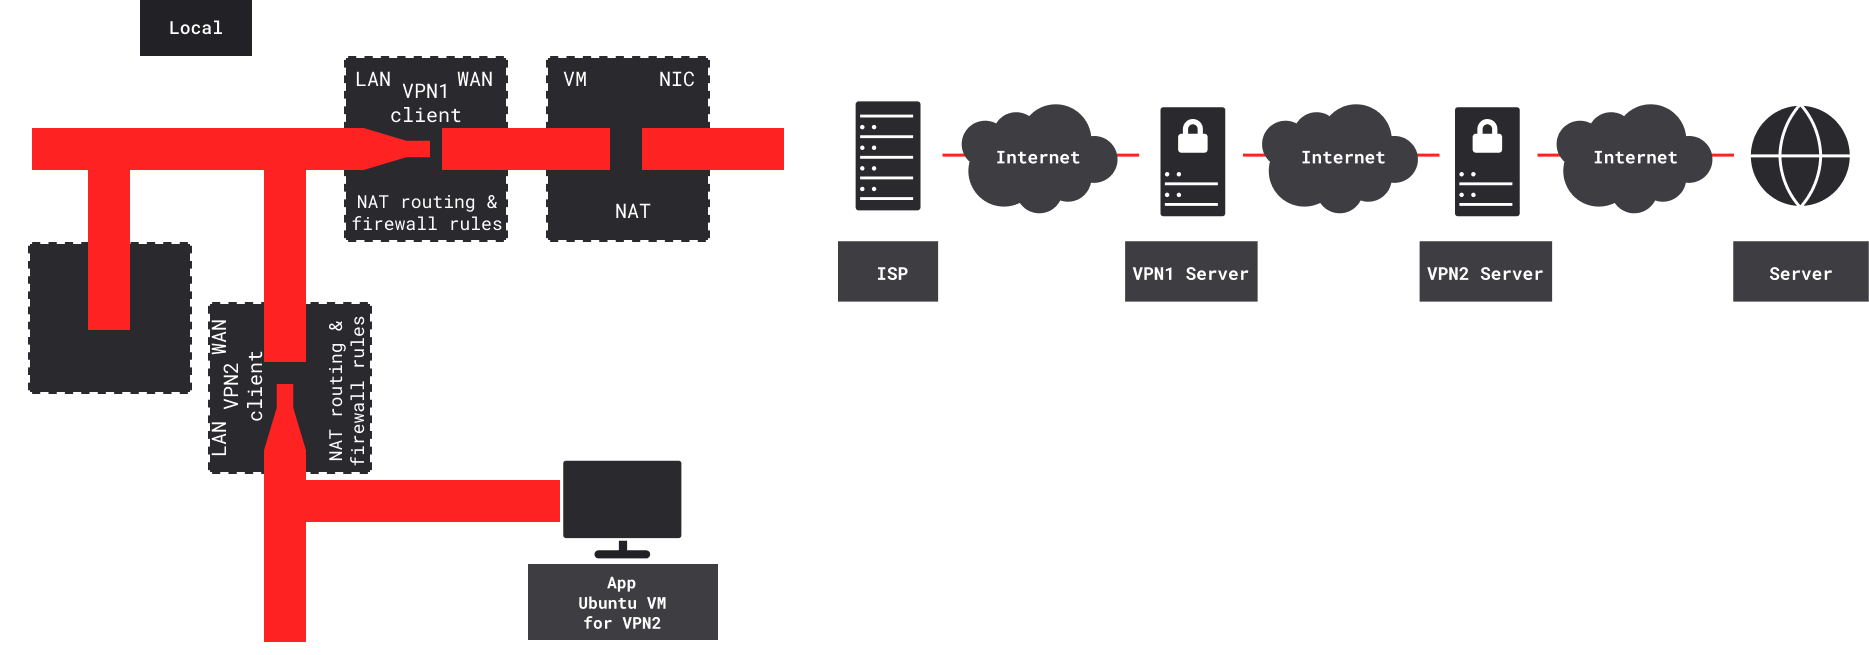 Local
LAN
WAN
VPN1
client
NAT routing &
firewall rules
VM
NIC
NAT
LAN
WAN
VPN2
client
NAT routing &
firewall rules
App
Ubuntu VM
for VPN2
Internet
Internet
Internet
ISP
VPN1 Server
VPN2 Server
Server